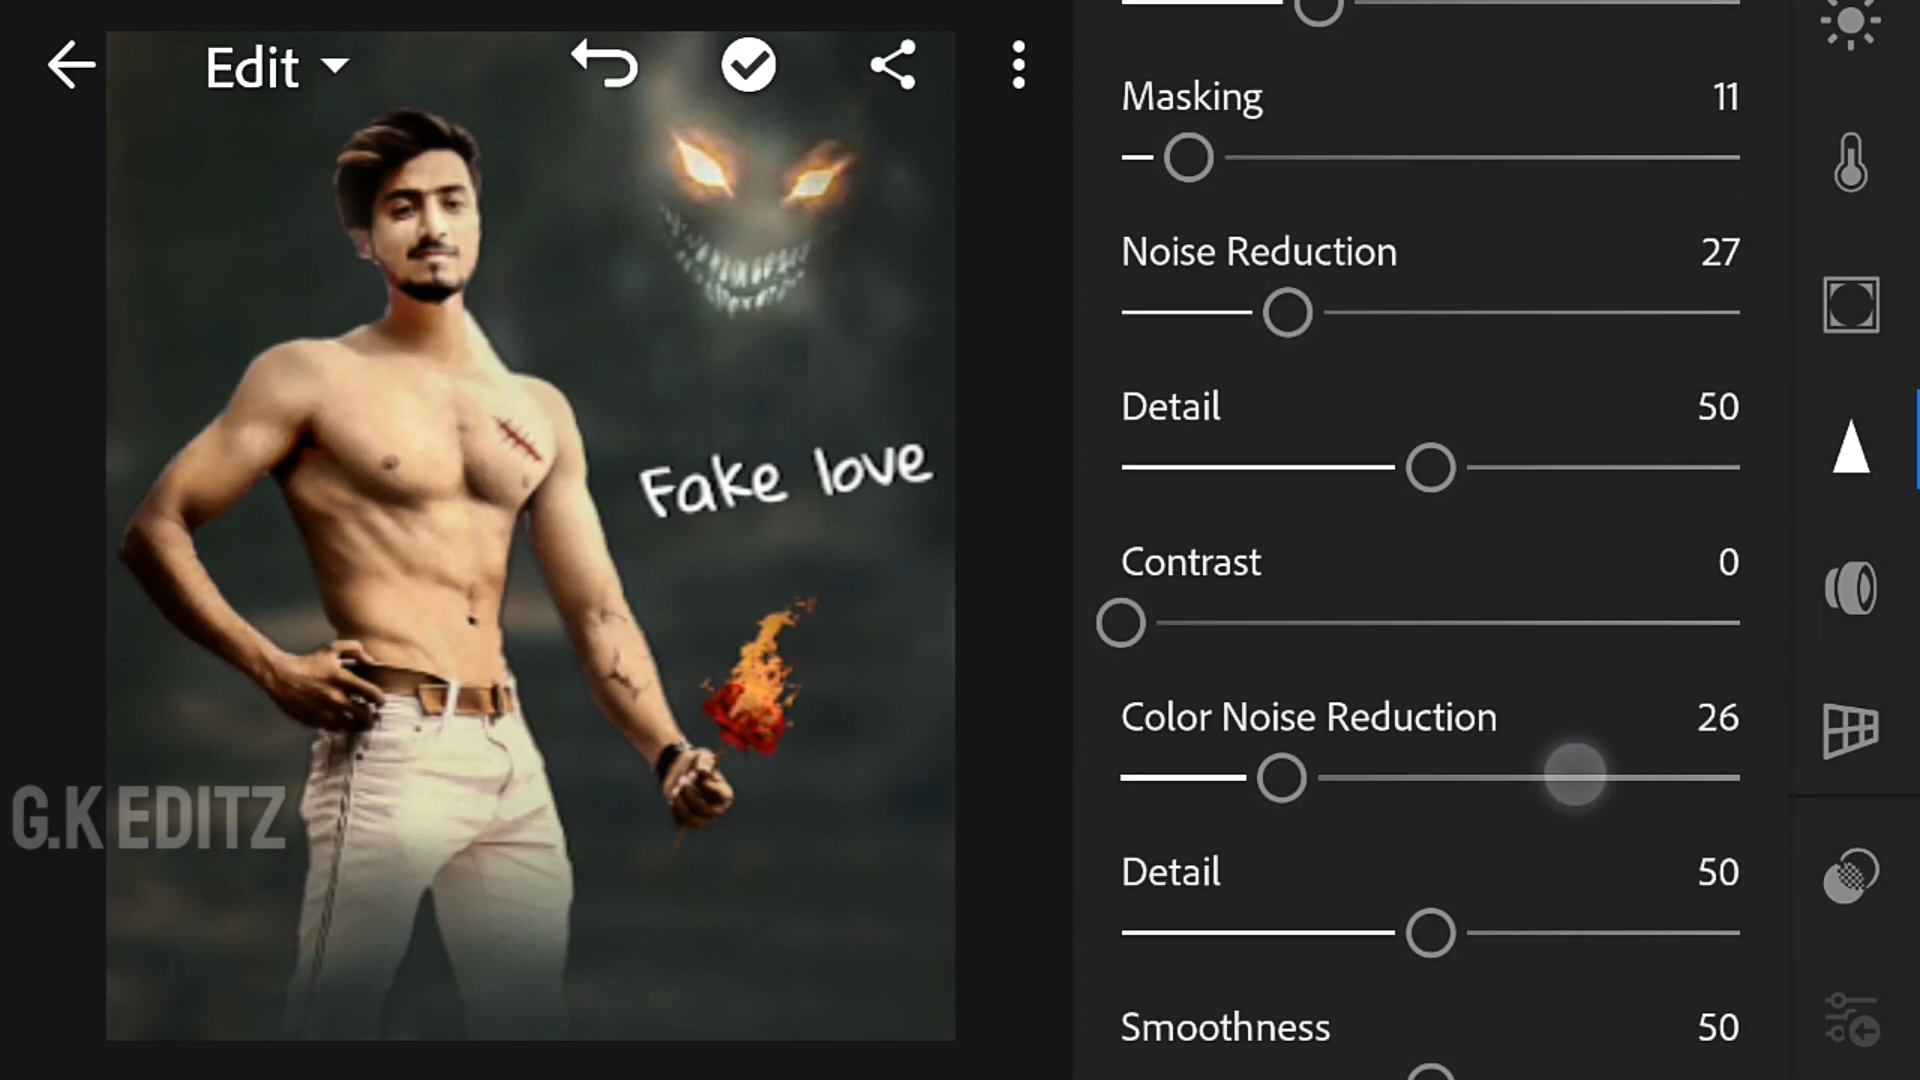 Edit
Masking 11
Noise Reduction 27
Detail 50
Contrast 0
Color Noise Reduction 26
Detail 50
Smoothness 50
Fake love
G.K EDITZ